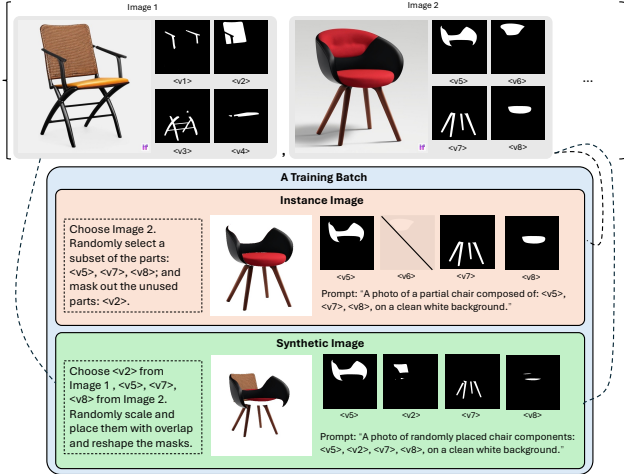 Image 1
Image 2
<v1>
<v2>
<v3>
<v4>
<v5>
<v6>
<v7>
<v8>
,
...
A Training Batch
Instance Image
Choose Image 2.
Randomly select a
subset of the parts:
<v5>, <v7>, <v8>; and
mask out the unused
parts: <v2>.
<v5>
<v6>
<v7>
<v8>
Prompt: "A photo of a partial chair composed of: <v5>,
<v7>, <v8>, on a clean white background."
Synthetic Image
Choose <v2> from
Image 1 , <v5>, <v7>,
<v8> from Image 2.
Randomly scale and
place them with overlap
and reshape the masks.
<v5>
<v2>
<v7>
<v8>
Prompt: "A photo of randomly placed chair components:
<v5>, <v2>, <v7>, <v8>, on a clean white background."